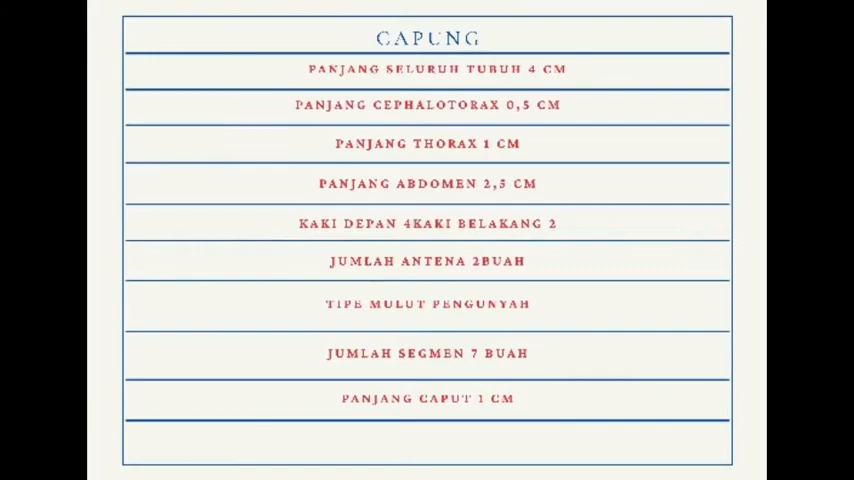 CAPUNG
PANJANG SELURUH TUBUH 4 CM
PANJANG CEPHALOTORAX 0,5 CM
PANJANG THORAX 1 CM
PANJANG ABDOMEN 2,5 CM
KAKI DEPAN 4KAKI BELAKANG 2
JUMLAH ANTENA 2BUAH
TIPE MULUT PENGUNYAH
JUMLAH SEGMEN 7 BUAH
PANJANG CAPUT 1 CM